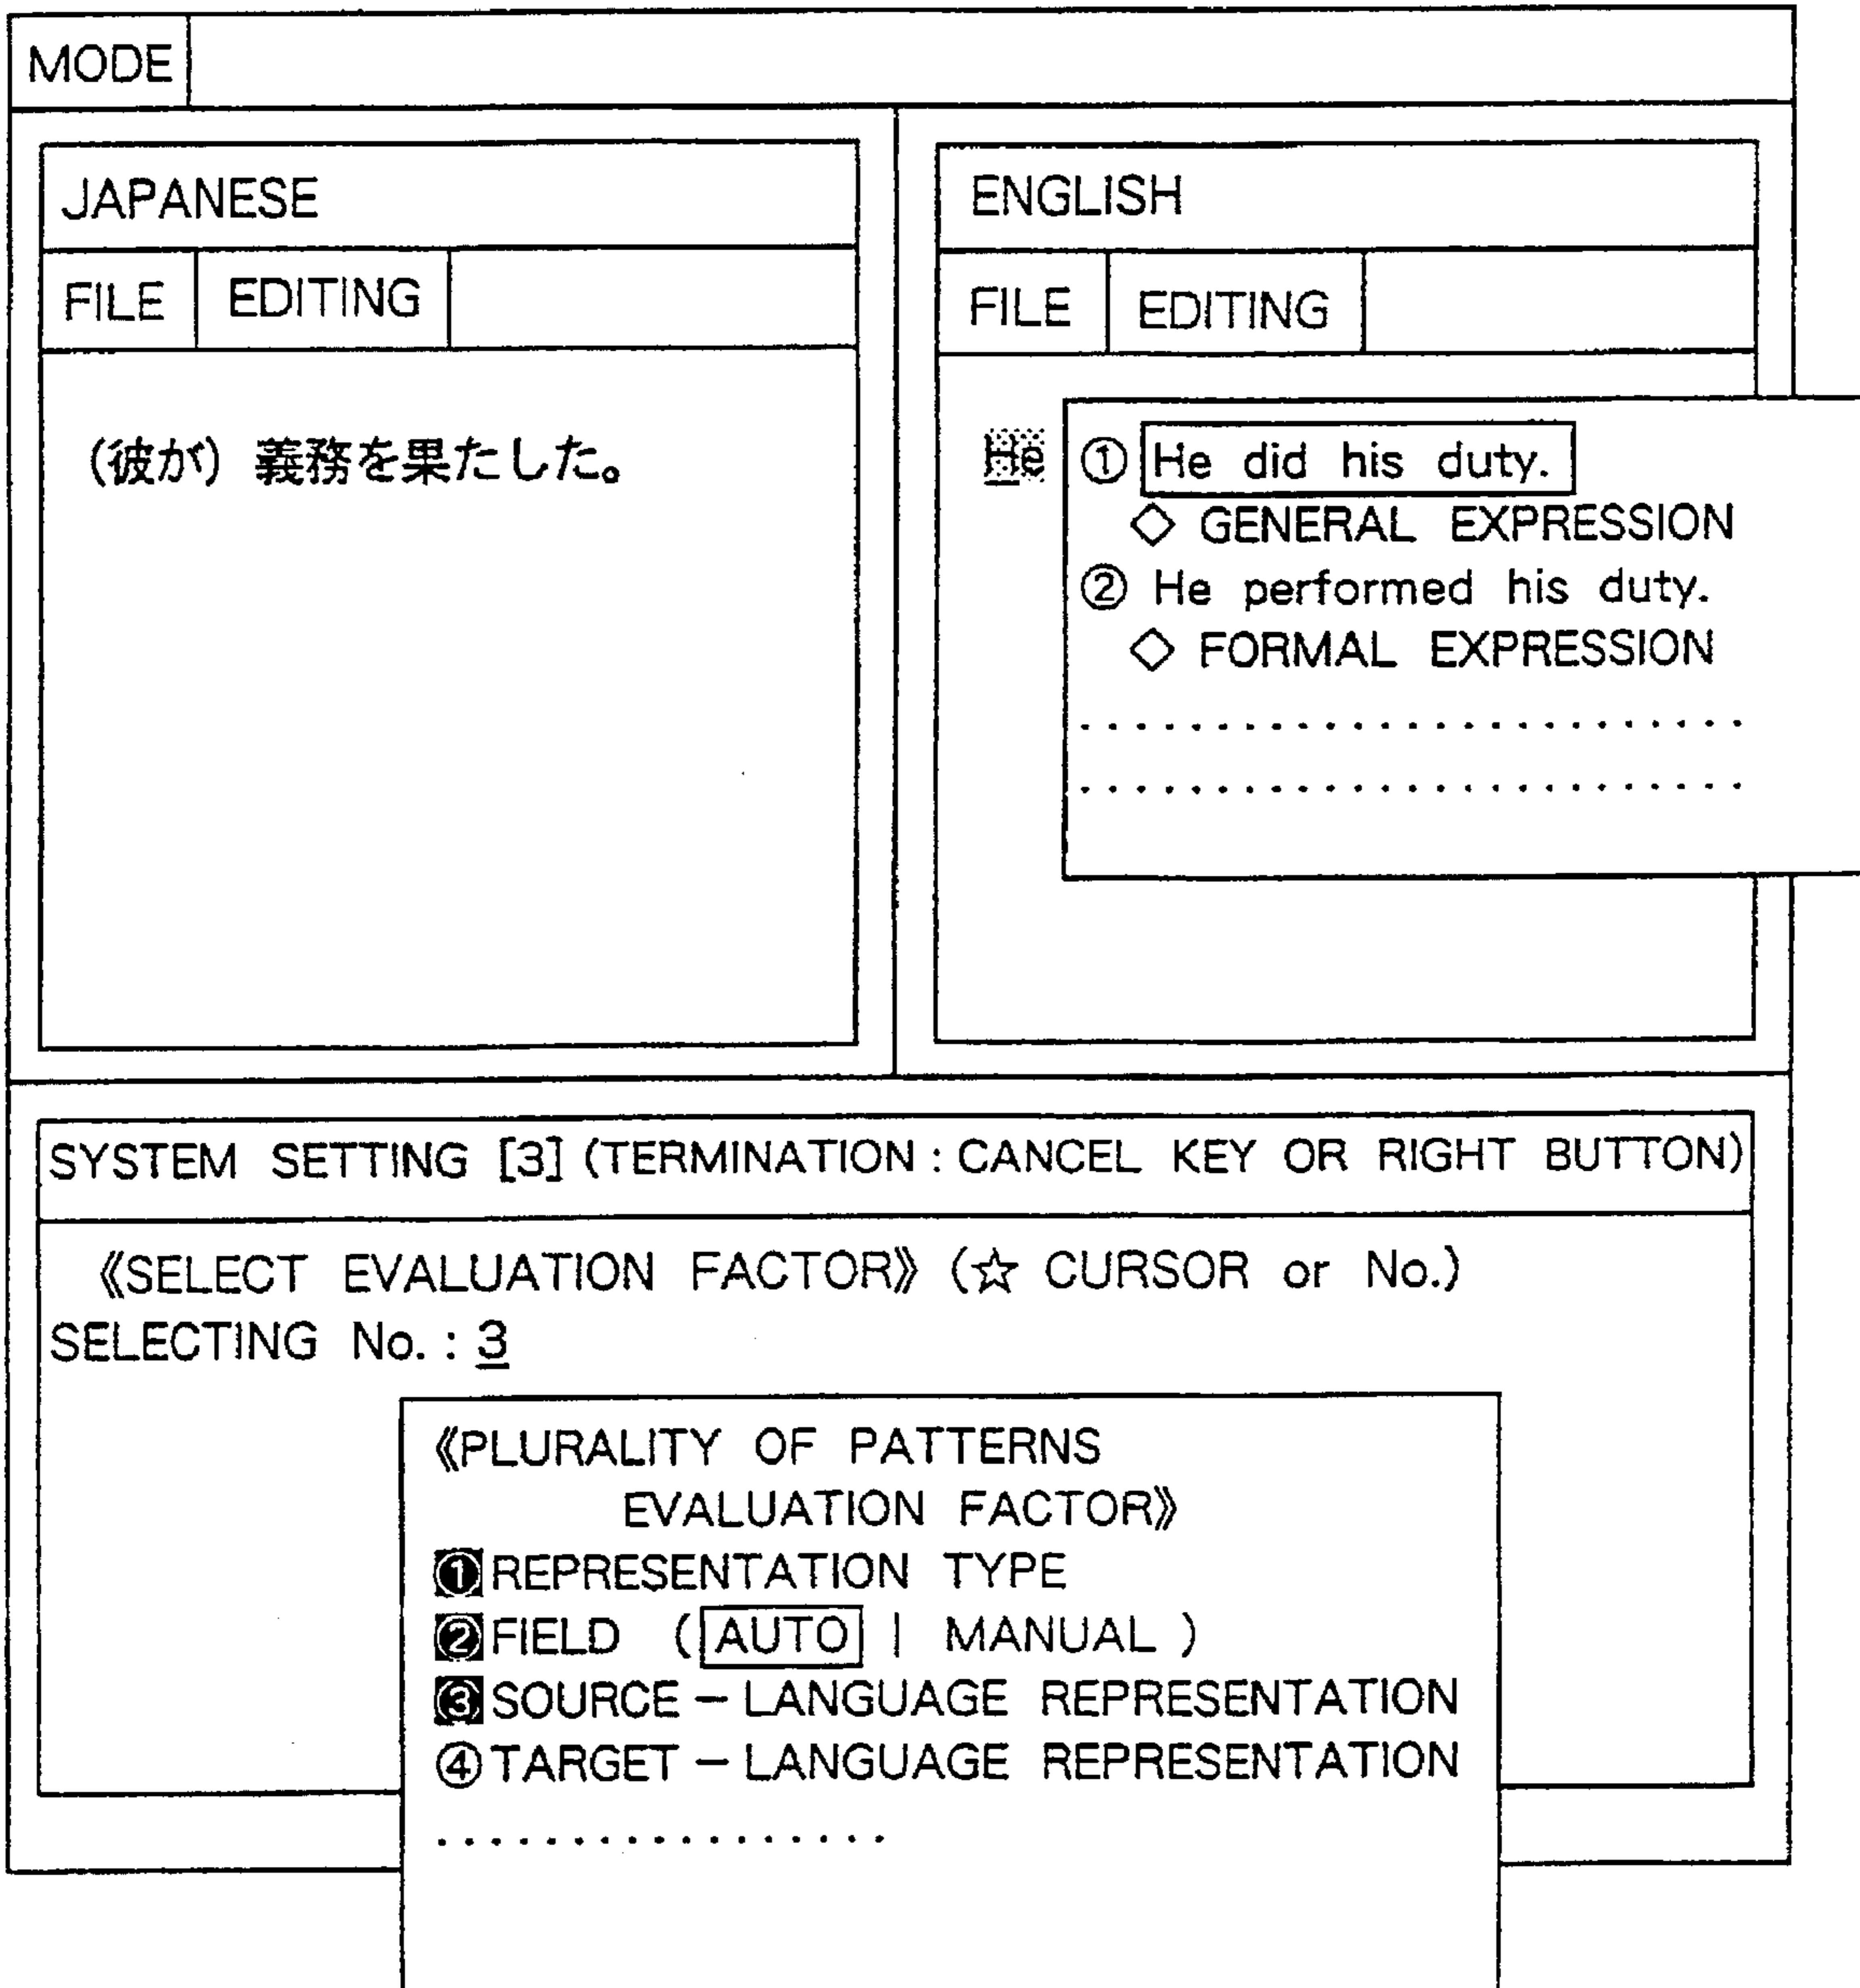 MODE
JAPANESE
FILE EDITING
(彼が) 義務を果たした。
ENGLISH
FILE EDITING
He
① He did his duty.
◇ GENERAL EXPRESSION
② He performed his duty.
◇ FORMAL EXPRESSION
..........................
..........................
SYSTEM SETTING [3] (TERMINATION : CANCEL KEY OR RIGHT BUTTON)
《SELECT EVALUATION FACTOR》 (☆ CURSOR or No.)
SELECTING No. : 3
《PLURALITY OF PATTERNS
EVALUATION FACTOR》
① REPRESENTATION TYPE
② FIELD ( AUTO | MANUAL )
③ SOURCE – LANGUAGE REPRESENTATION
④ TARGET – LANGUAGE REPRESENTATION
.................